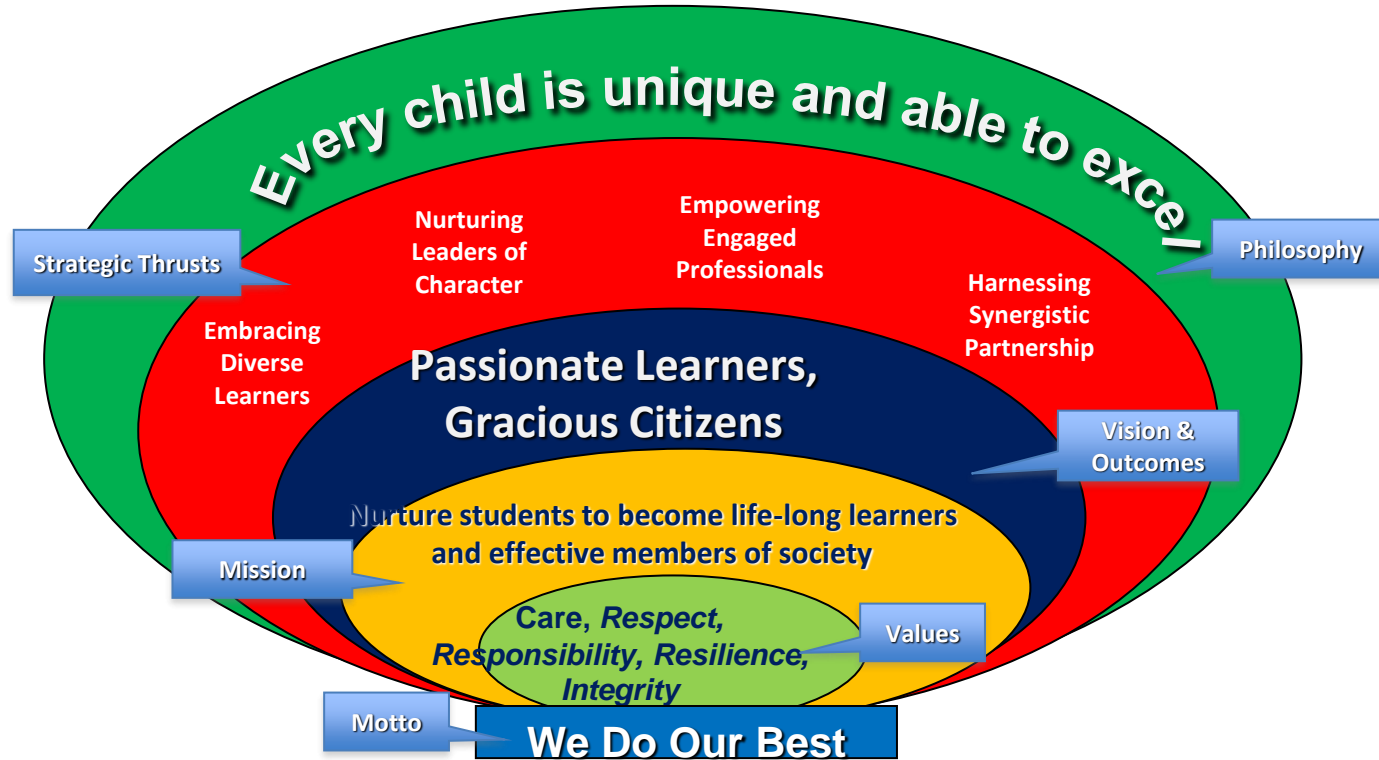 Every child is unique and able to excel
Strategic Thrusts
Philosophy
Embracing
Diverse
Learners
Nurturing
Leaders of
Character
Empowering
Engaged
Professionals
Harnessing
Synergistic
Partnership
Passionate Learners,
Gracious Citizens
Vision &
Outcomes
Nurture students to become life-long learners
and effective members of society
Mission
Care, Respect,
Responsibility, Resilience,
Integrity
Values
Motto
We Do Our Best